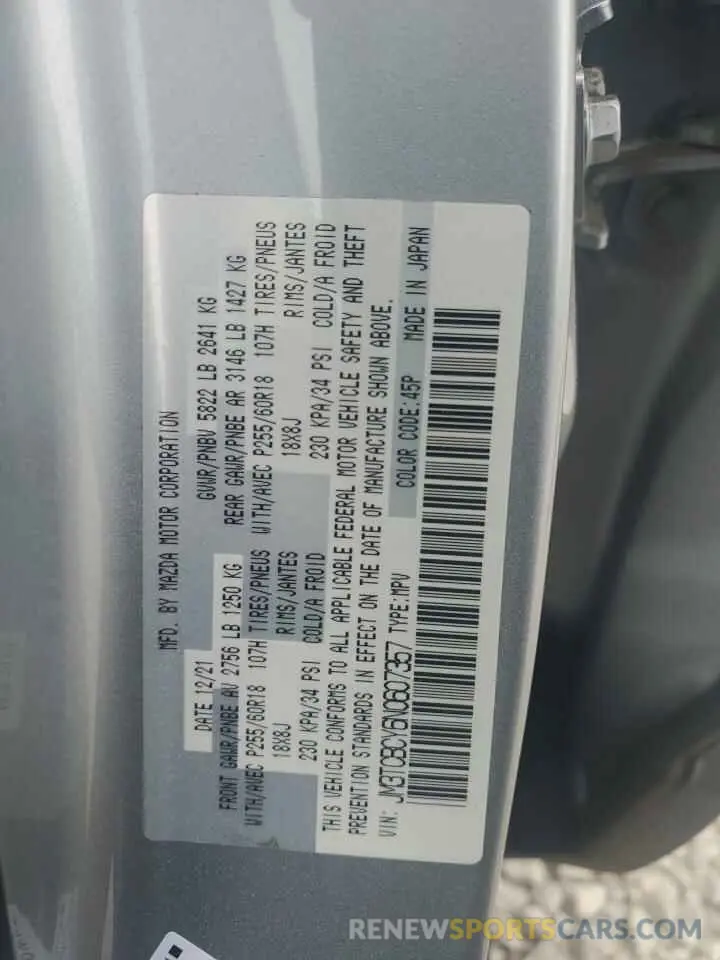 MFD. BY MAZDA MOTOR CORPORATION
DATE 12/21 GVWR/PNBV 5822 LB 2641 KG
FRONT GAWR/PNBE AV 2756 LB 1250 KG REAR GAWR/PNBE AR 3146 LB 1427 KG
WITH/AVEC P255/60R18 107H TIRES/PNEUS WITH/AVEC P255/60R18 107H TIRES/PNEUS
18X8J RIMS/JANTES 18X8J RIMS/JANTES
230 KPA/34 PSI COLD/A FROID 230 KPA/34 PSI COLD/A FROID
THIS VEHICLE CONFORMS TO ALL APPLICABLE FEDERAL MOTOR VEHICLE SAFETY AND THEFT
PREVENTION STANDARDS IN EFFECT ON THE DATE OF MANUFACTURE SHOWN ABOVE.
VIN: JM3TCBCY6N0607357 TYPE:MPV COLOR CODE:45P MADE IN JAPAN
RENEWSPORTSCARS.COM